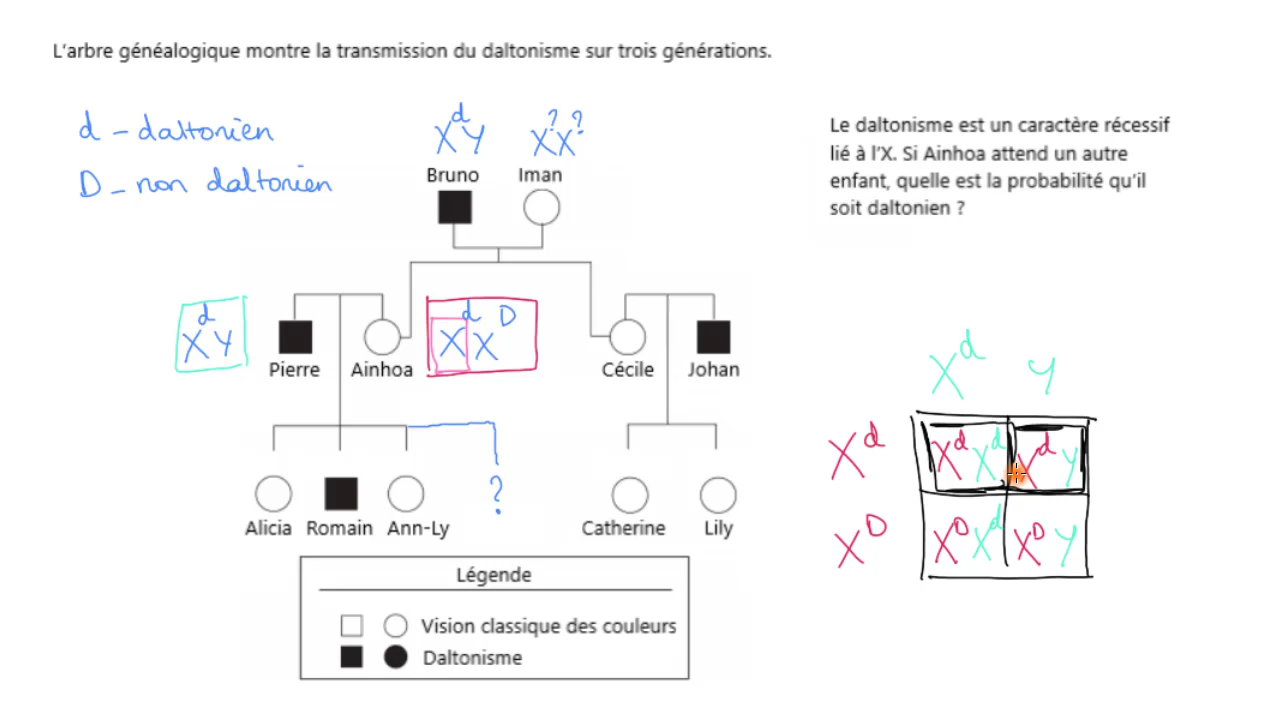 L'arbre généalogique montre la transmission du daltonisme sur trois générations.
d - daltonien
D - non daltonien
X^d Y
X^? X^?
Bruno
Iman
Le daltonisme est un caractère récessif
lié à l'X. Si Ainhoa attend un autre
enfant, quelle est la probabilité qu'il
soit daltonien ?
X^d Y
X^d X^D
Pierre
Ainhoa
Cécile
Johan
X^d Y
X^d X^d X^d X^d Y
X^D X^D X^d X^D Y
?
Alicia
Romain
Ann-Ly
Catherine
Lily
Légende
Vision classique des couleurs
Daltonisme